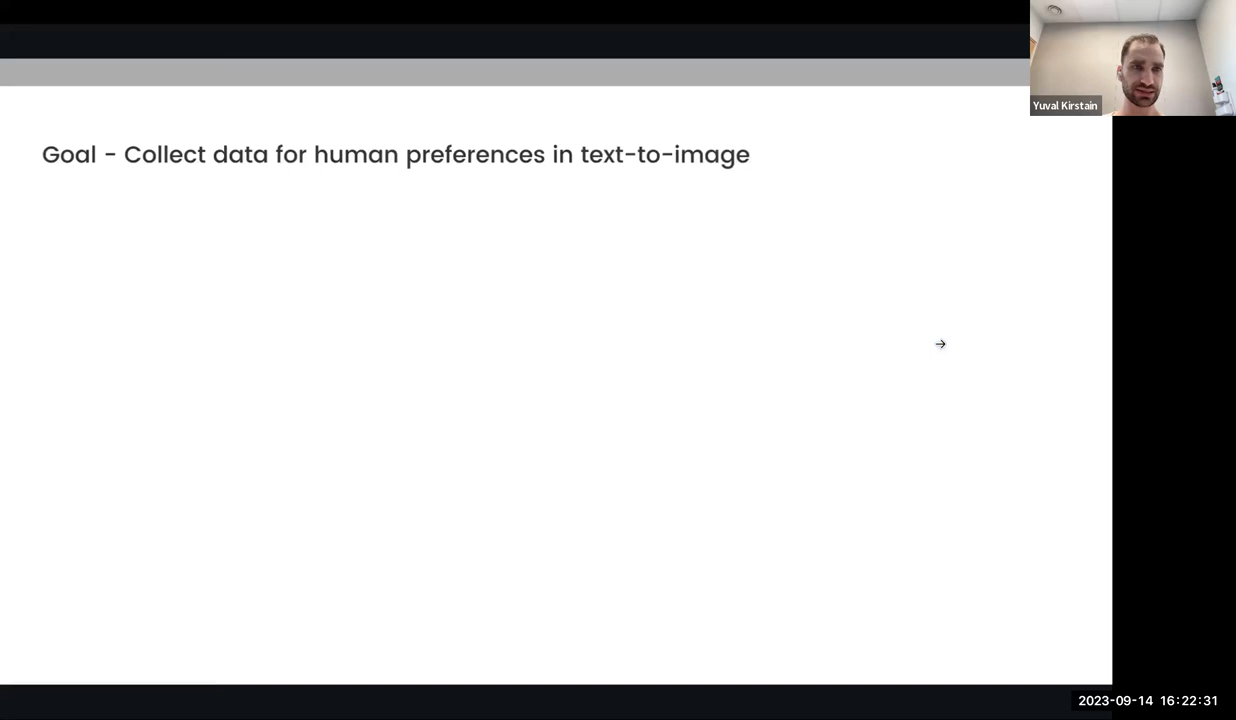 Yuval Kirstain
Goal - Collect data for human preferences in text-to-image
2023-09-14 16:22:31